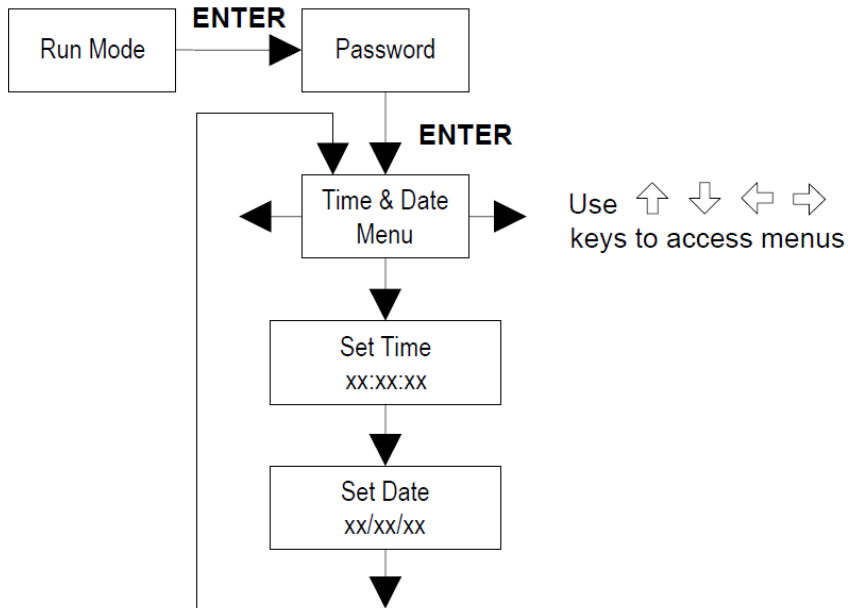 ENTER
Run Mode
Password
ENTER
Time & Date
Menu
Use
keys to access menus
Set Time
xx:xx:xx
Set Date
xx/xx/xx